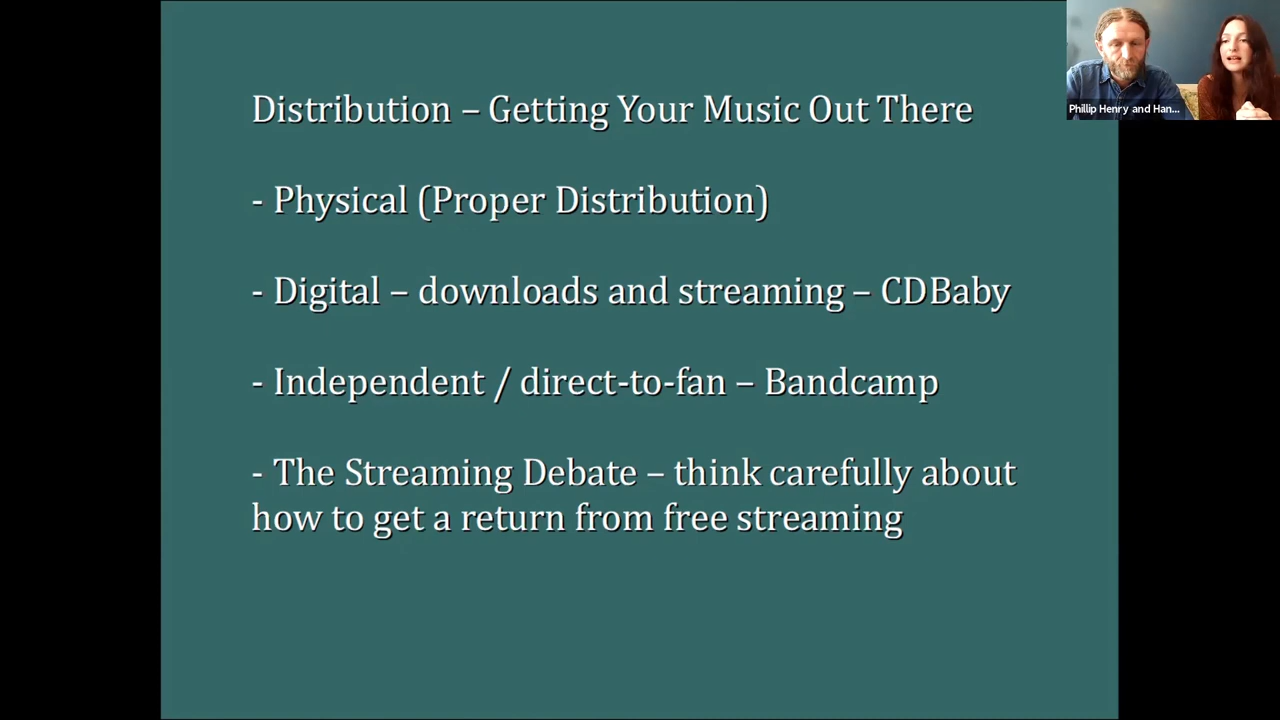 Distribution – Getting Your Music Out There
- Physical (Proper Distribution)
- Digital – downloads and streaming – CDBaby
- Independent / direct-to-fan – Bandcamp
- The Streaming Debate – think carefully about
how to get a return from free streaming
Phillip Henry and Han...